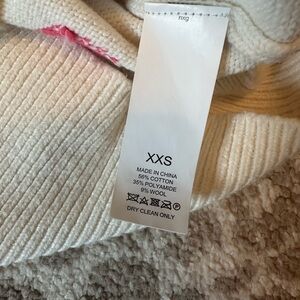 XXS
MADE IN CHINA
56% COTTON
35% POLYAMIDE
9% WOOL
DRY CLEAN ONLY